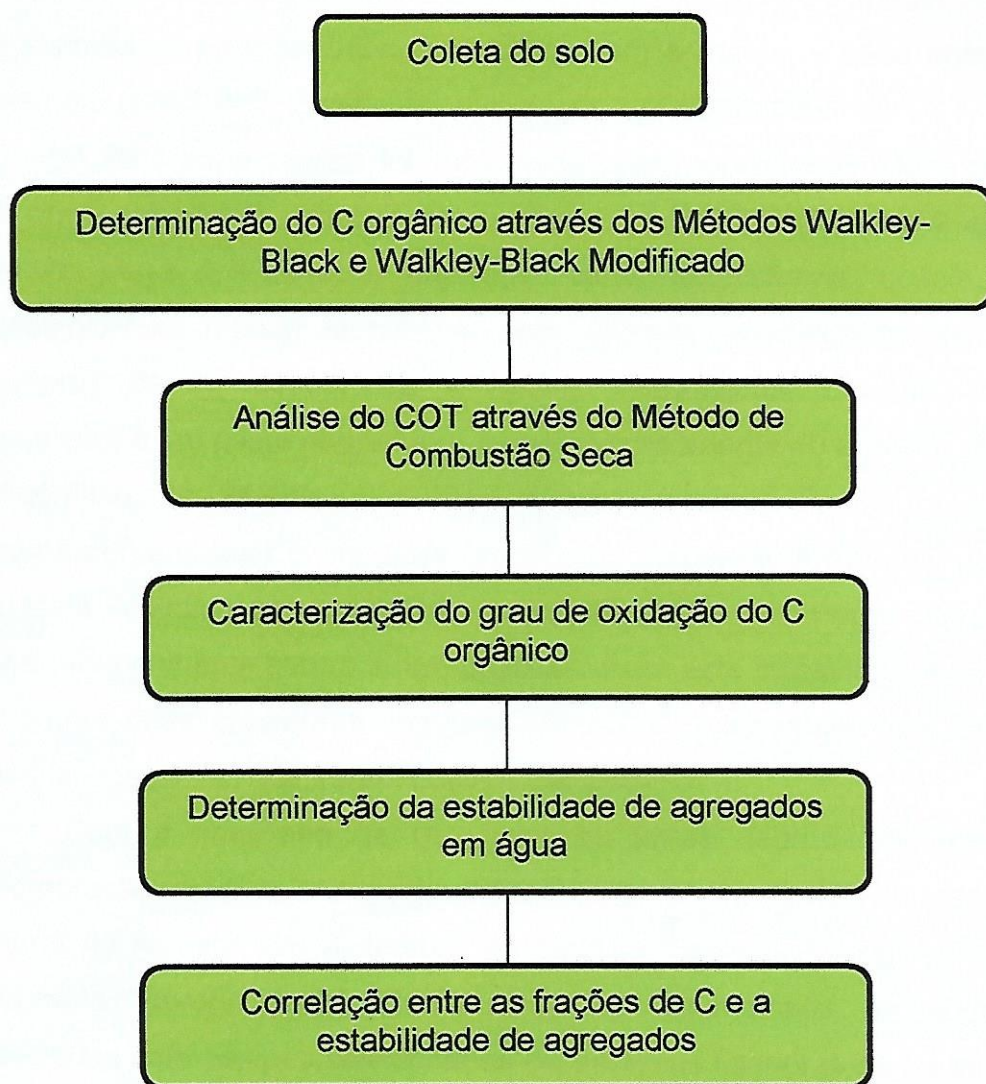 Coleta do solo
Determinação do C orgânico através dos Métodos Walkley-
Black e Walkley-Black Modificado
Análise do COT através do Método de
Combustão Seca
Caracterização do grau de oxidação do C
orgânico
Determinação da estabilidade de agregados
em água
Correlação entre as frações de C e a
estabilidade de agregados